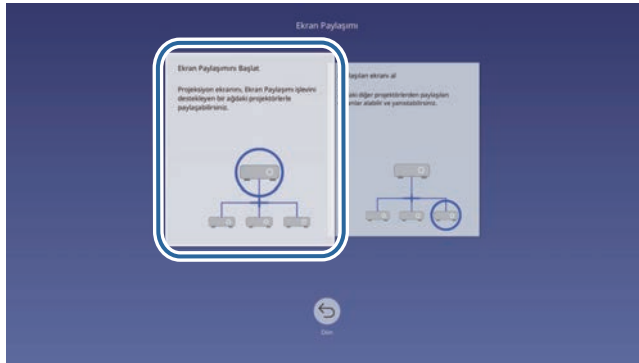 Ekran Paylaşımı
Ekran Paylaşımını Başlat
Projeksiyon ekranını, Ekran Paylaşımı işlevini
destekleyen bir ağdaki projektörlerle
paylaşabilirsiniz.
ekranı al
diğer projektörlerden paylaşılan
alabilir ve yansıtabilirsiniz.